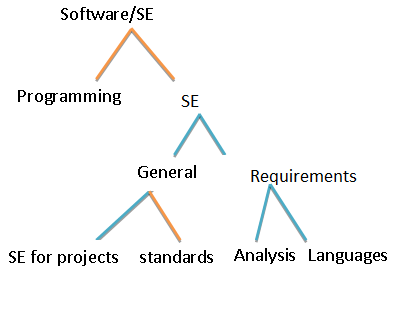 Software/SE
Programming
SE
General
Requirements
SE for projects
standards
Analysis
Languages